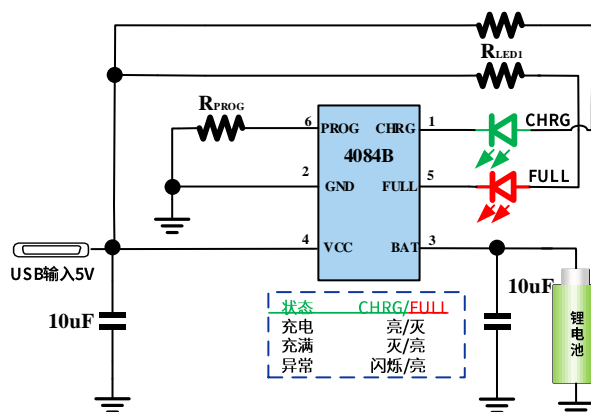 RLED1
RPROG
CHRG
6 PROG CHRG 1
4084B
2 GND FULL 5
FULL
4 VCC BAT 3
USB输入5V
10uF
10uF
状态 CHRG/FULL
充电 亮/灭
充满 灭/亮
异常 闪烁/亮
锂电池